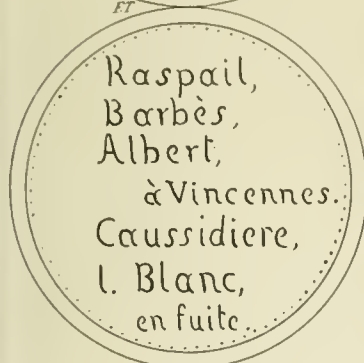 F.T
Raspail,
Barbès,
Albert,
à Vincennes.
Caussidiere,
l. Blanc,
en fuite..